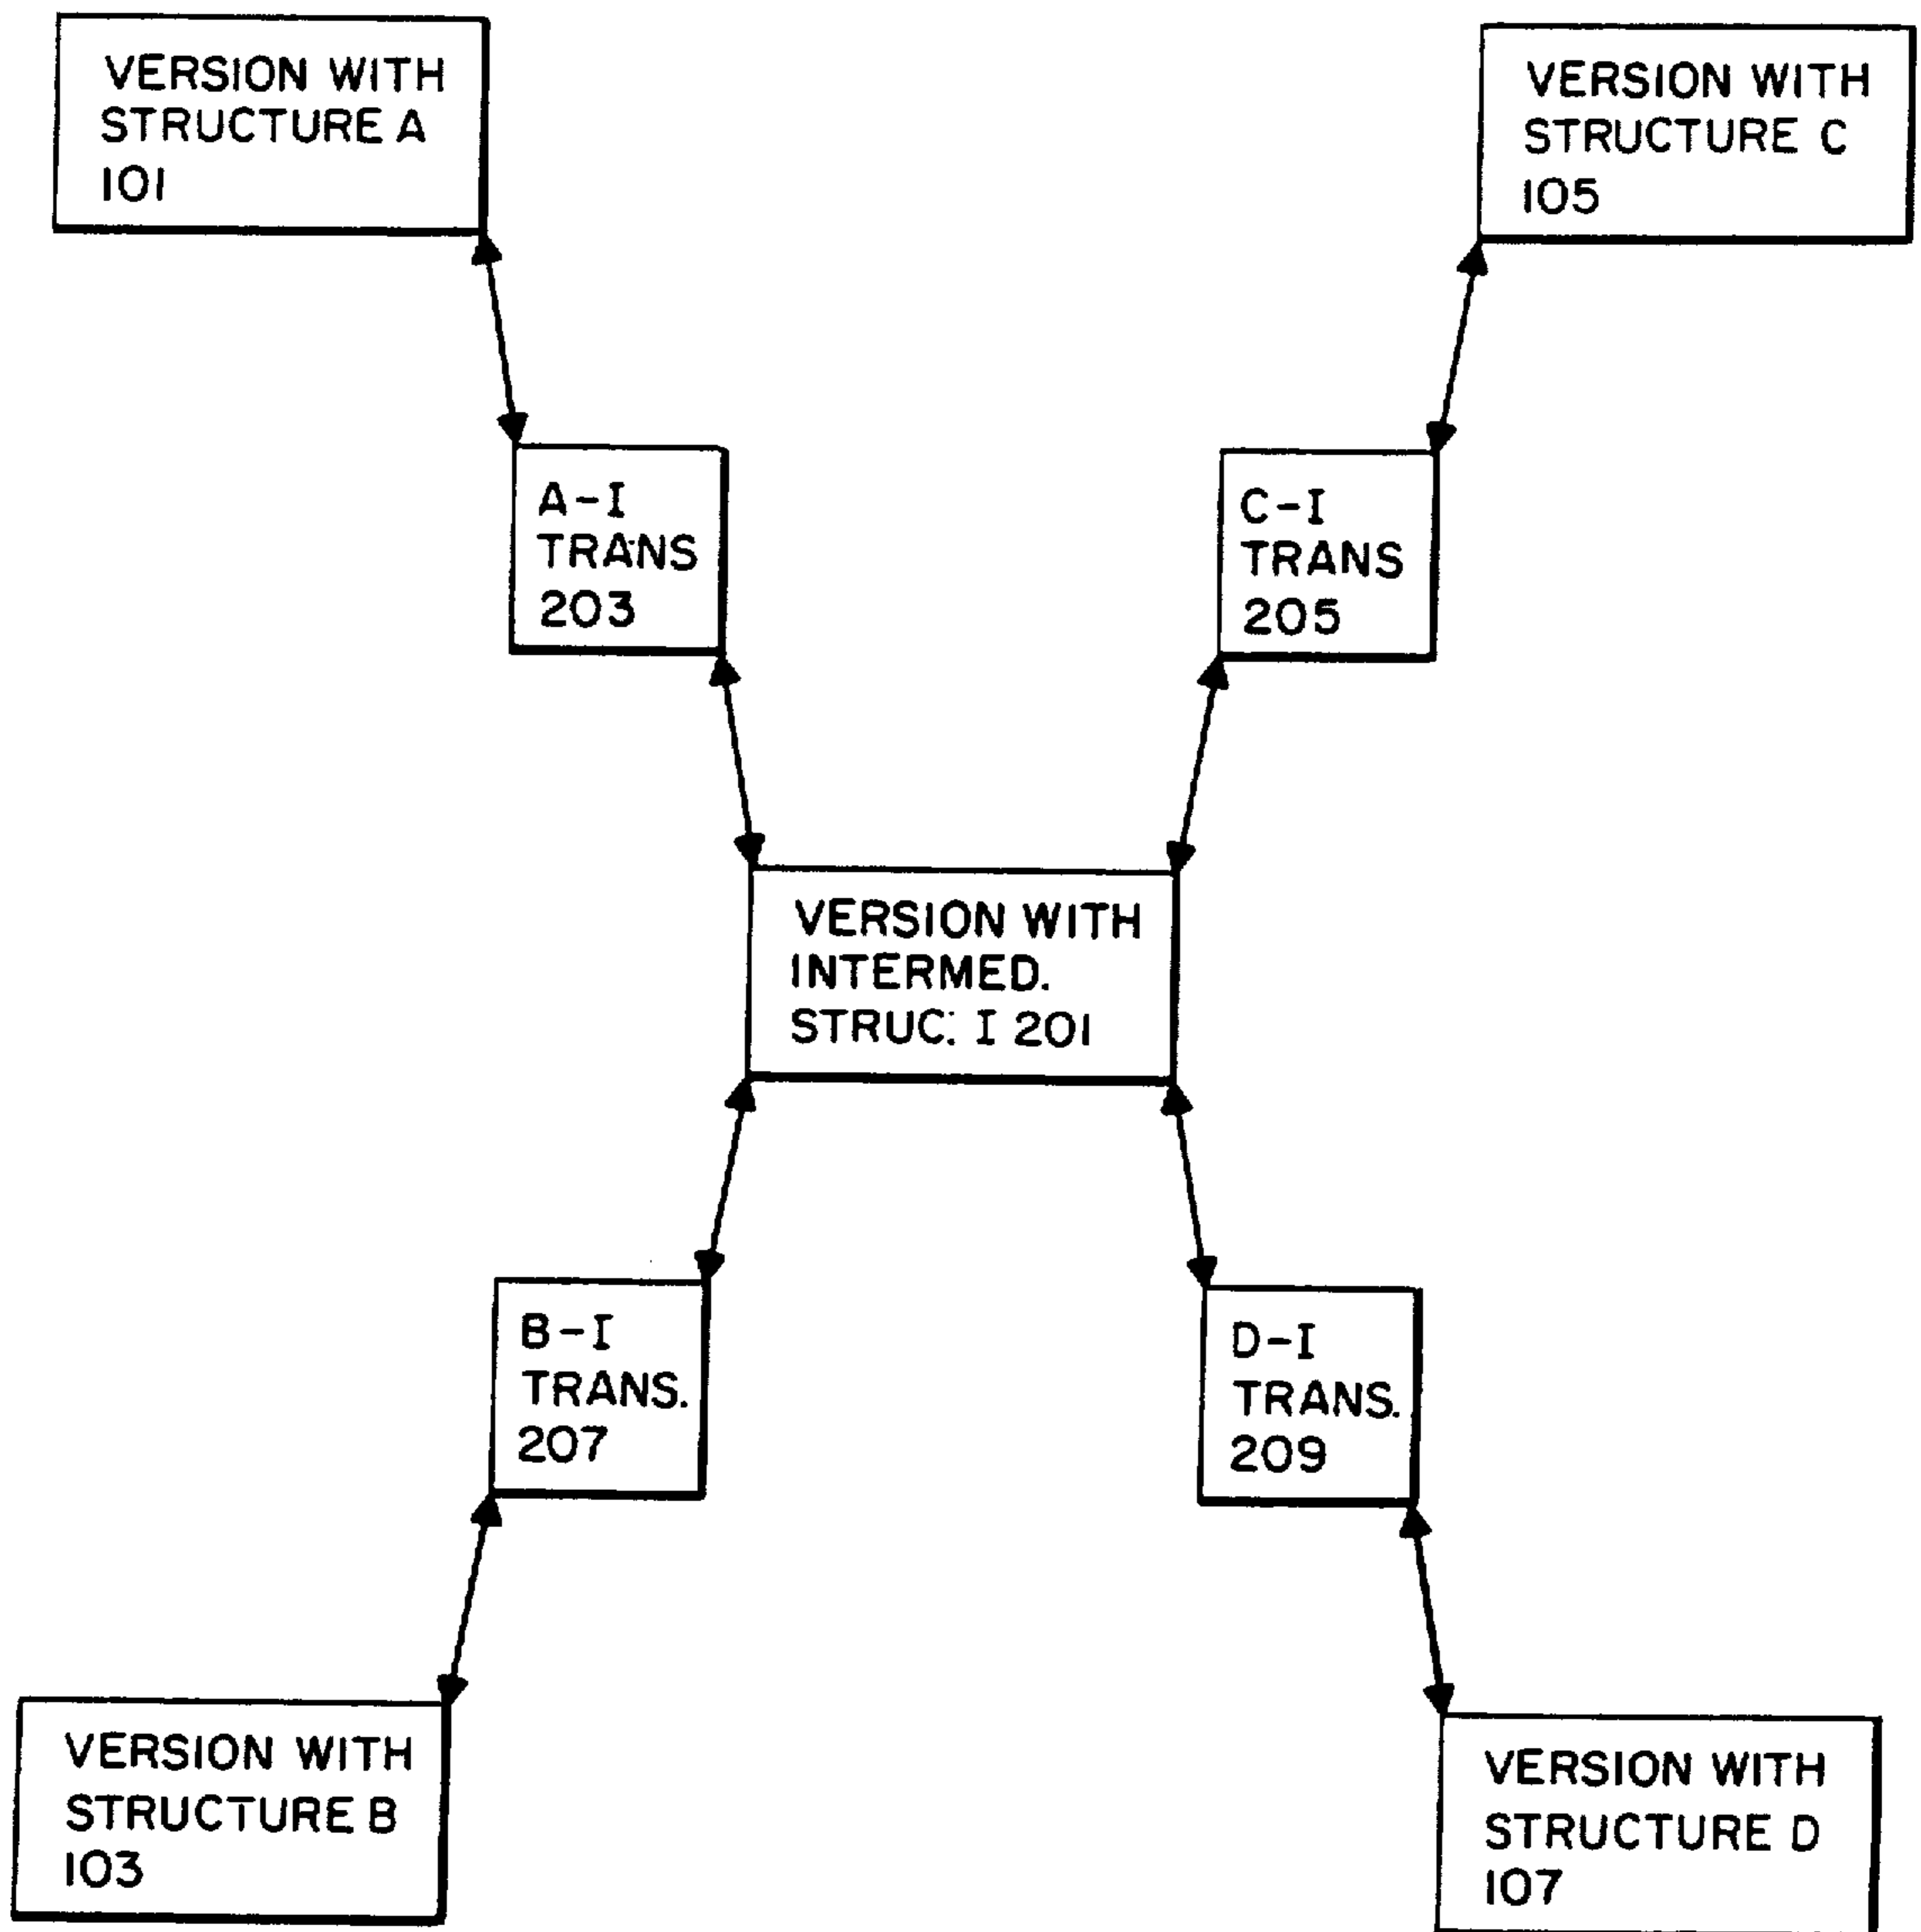 VERSION WITH
STRUCTURE A
101
VERSION WITH
STRUCTURE C
105
A-I
TRANS
203
C-I
TRANS
205
VERSION WITH
INTERMED.
STRUC. I 201
B-I
TRANS.
207
D-I
TRANS.
209
VERSION WITH
STRUCTURE B
103
VERSION WITH
STRUCTURE D
107